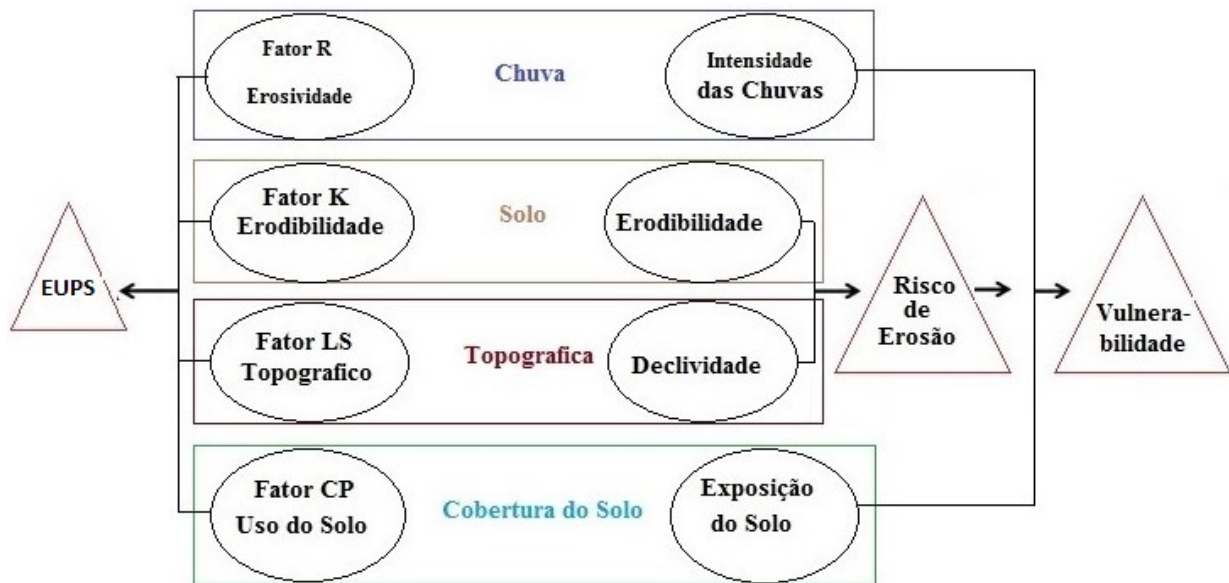 Fator R
Erosividade
Chuva
Intensidade
das Chuvas
Fator K
Erodibilidade
Solo
Erodibilidade
EUPS
Fator LS
Topografico
Topografica
Declividade
Risco
de
Erosão
Vulnera-
bilidade
Fator CP
Uso do Solo
Cobertura do Solo
Exposição
do Solo